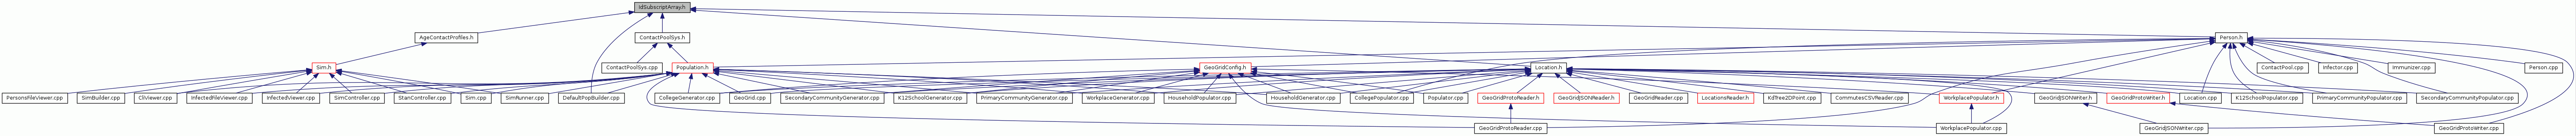 IdSubscriptArray.h
AgeContactProfiles.h
ContactPoolSys.h
Person.h
Sim.h
ContactPoolSys.cpp
Population.h
GeoGridConfig.h
Location.h
ContactPool.cpp
Infector.cpp
Immunizer.cpp
Person.cpp
PersonsFileViewer.cpp
SimBuilder.cpp
CliViewer.cpp
InfectedFileViewer.cpp
InfectedViewer.cpp
SimController.cpp
StanController.cpp
Sim.cpp
SimRunner.cpp
DefaultPopBuilder.cpp
CollegeGenerator.cpp
GeoGrid.cpp
SecondaryCommunityGenerator.cpp
K12SchoolGenerator.cpp
PrimaryCommunityGenerator.cpp
WorkplaceGenerator.cpp
HouseholdPopulator.cpp
HouseholdGenerator.cpp
CollegePopulator.cpp
Populator.cpp
GeoGridProtoReader.h
GeoGridJSONReader.h
GeoGridReader.cpp
LocationsReader.h
KdTree2DPoint.cpp
CommutesCSVReader.cpp
WorkplacePopulator.h
GeoGridJSONWriter.h
GeoGridProtoWriter.h
Location.cpp
K12SchoolPopulator.cpp
PrimaryCommunityPopulator.cpp
SecondaryCommunityPopulator.cpp
GeoGridProtoReader.cpp
WorkplacePopulator.cpp
GeoGridJSONWriter.cpp
GeoGridProtoWriter.cpp